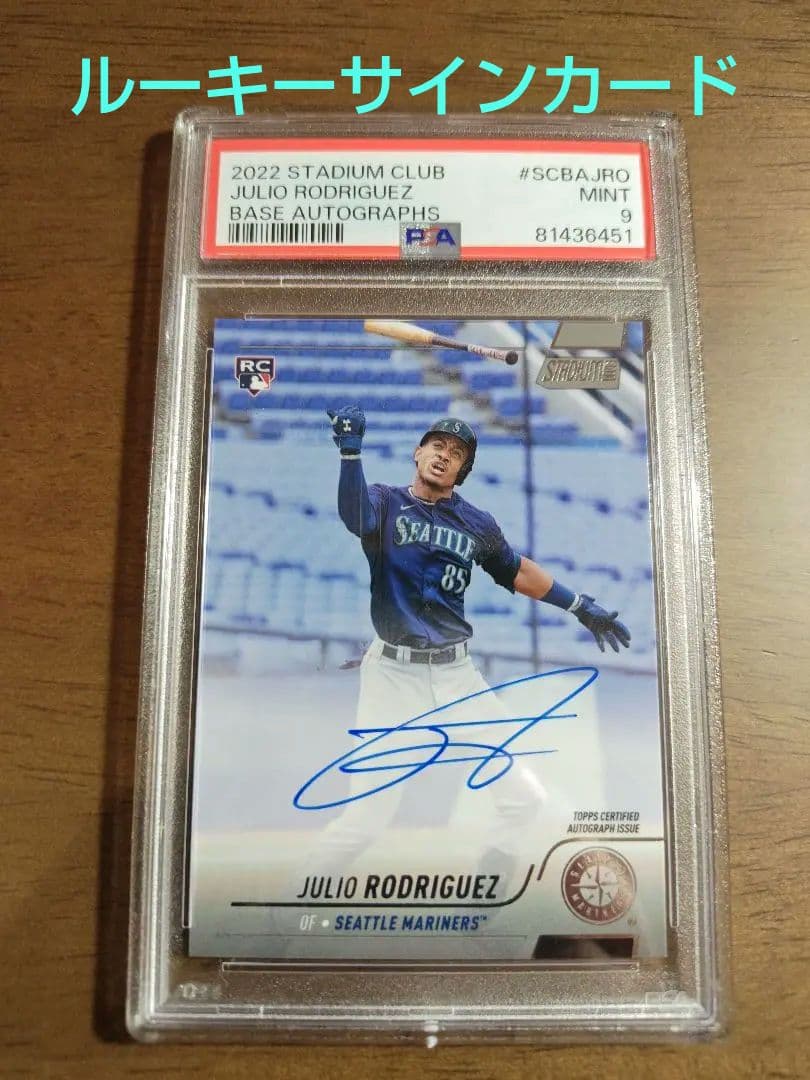 ルーキーサインカード
2022 STADIUM CLUB #SCBAJRO
JULIO RODRIGUEZ MINT
BASE AUTOGRAPHS 9
PSA 81436451
RC
STADIUM
S
SEATTLE
85
TOPPS CERTIFIED
AUTOGRAPH ISSUE
JULIO RODRIGUEZ
OF • SEATTLE MARINERS™